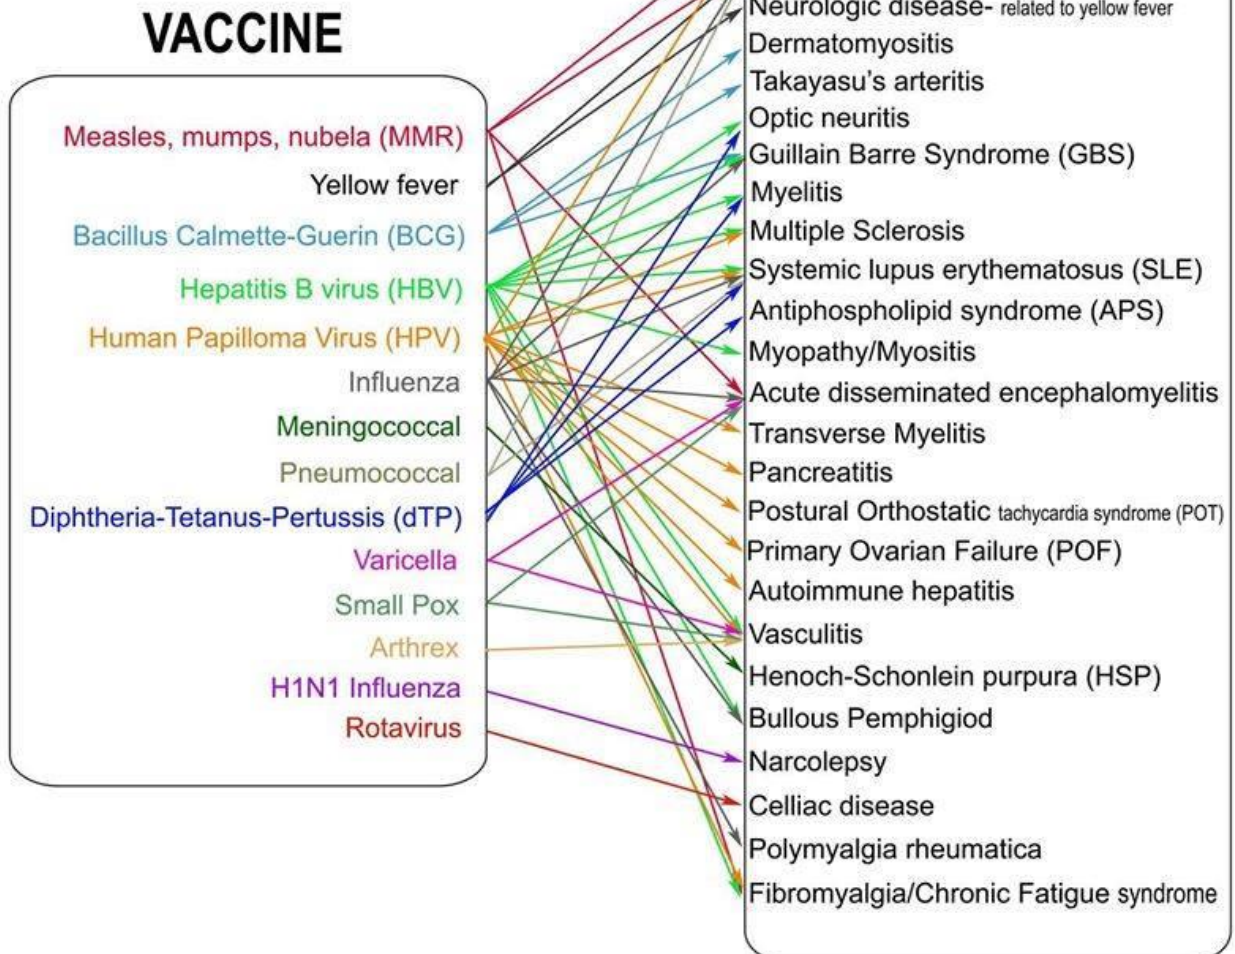 VACCINE
Measles, mumps, nubela (MMR)
Yellow fever
Bacillus Calmette-Guerin (BCG)
Hepatitis B virus (HBV)
Human Papilloma Virus (HPV)
Influenza
Meningococcal
Pneumococcal
Diphtheria-Tetanus-Pertussis (dTP)
Varicella
Small Pox
Arthrex
H1N1 Influenza
Rotavirus
Neurologic disease- related to yellow fever
Dermatomyositis
Takayasu's arteritis
Optic neuritis
Guillain Barre Syndrome (GBS)
Myelitis
Multiple Sclerosis
Systemic lupus erythematosus (SLE)
Antiphospholipid syndrome (APS)
Myopathy/Myositis
Acute disseminated encephalomyelitis
Transverse Myelitis
Pancreatitis
Postural Orthostatic tachycardia syndrome (POT)
Primary Ovarian Failure (POF)
Autoimmune hepatitis
Vasculitis
Henoch-Schonlein purpura (HSP)
Bullous Pemphigiod
Narcolepsy
Celliac disease
Polymyalgia rheumatica
Fibromyalgia/Chronic Fatigue syndrome